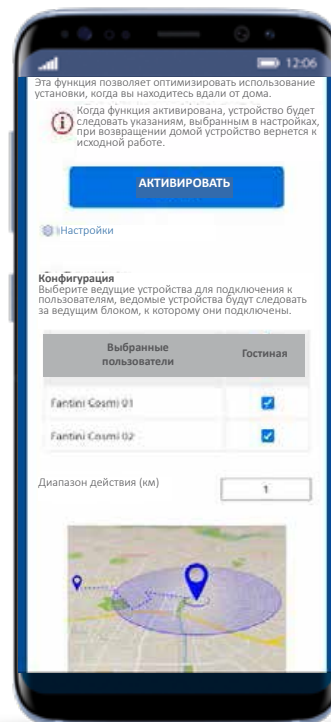 12:06
Эта функция позволяет оптимизировать использование
установки, когда вы находитесь вдали от дома.
Когда функция активирована, устройство будет
следовать указаниям, выбранным в настройках,
при возвращении домой устройство вернется к
исходной работе.
АКТИВИРОВАТЬ
Настройки
Конфигурация
Выберите ведущие устройства для подключения к
пользователям, ведомые устройства будут следовать
за ведущим блоком, к которому они подключены.
Выбранные
пользователи
Гостиная
Fantini Cosmi 01
Fantini Cosmi 02
Диапазон действия (км)
1